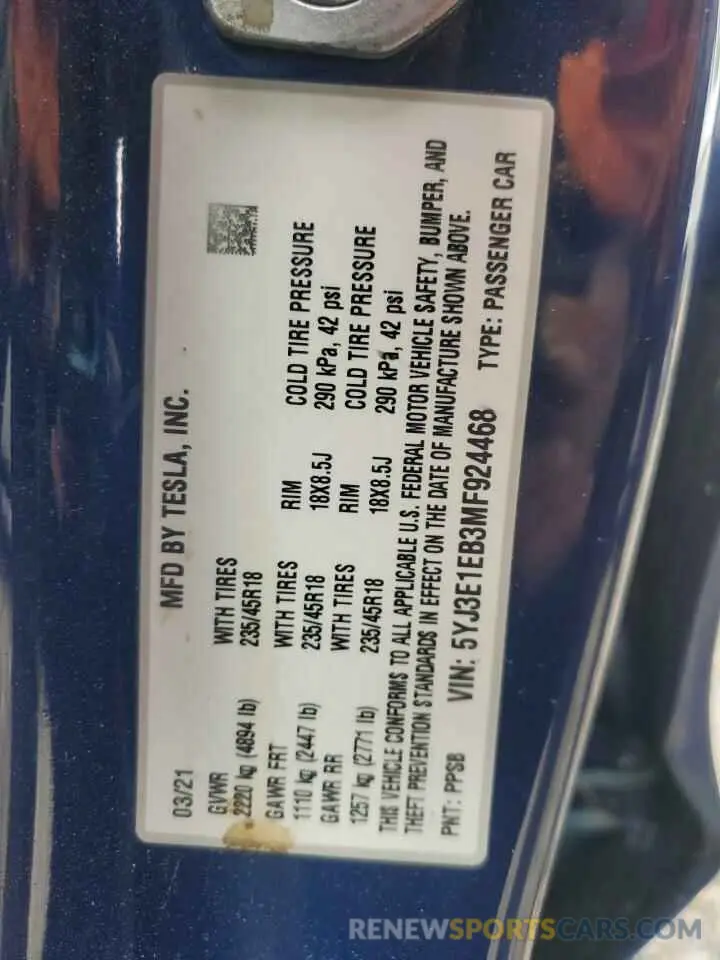 03/21 MFD BY TESLA, INC.
GVWR
2220 kg (4894 lb) WITH TIRES 235/45R18
GAWR FRT WITH TIRES RIM COLD TIRE PRESSURE
1110 kg (2447 lb) 235/45R18 18X8.5J 290 kPa, 42 psi
GAWR RR WITH TIRES RIM COLD TIRE PRESSURE
1257 kg (2771 lb) 235/45R18 18X8.5J 290 kPa, 42 psi
THIS VEHICLE CONFORMS TO ALL APPLICABLE U.S. FEDERAL MOTOR VEHICLE SAFETY, BUMPER, AND
THEFT PREVENTION STANDARDS IN EFFECT ON THE DATE OF MANUFACTURE SHOWN ABOVE.
PNT: PPSB VIN: 5YJ3E1EB3MF924468 TYPE: PASSENGER CAR
RENEWSPORTSCARS.COM